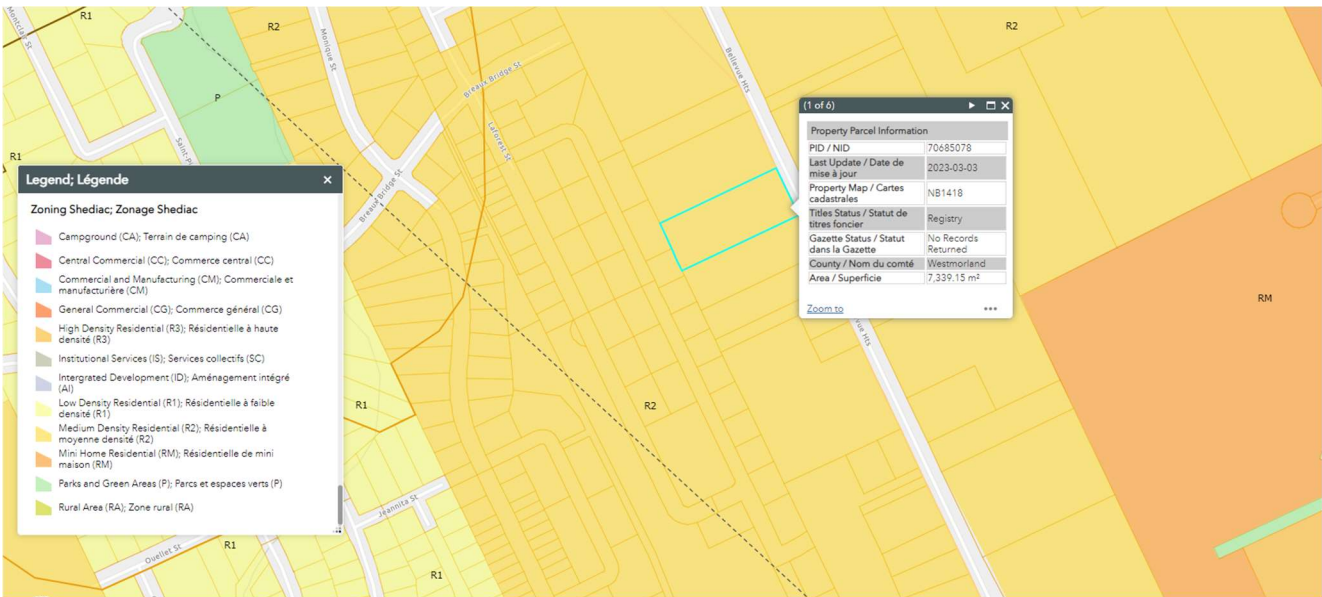 Montclair St
R1
R2
Monique St
Bellevue Hts
R2
Breaux Bridge St
P
Laforest St
R1
Breaux Bridge St
(1 of 6)
Property Parcel Information
PID / NID 70685078
Last Update / Date de
mise à jour 2023-03-03
Property Map / Cartes
cadastrales NB1418
Titles Status / Statut de
titres foncier Registry
Gazette Status / Statut
dans la Gazette No Records
Returned
County / Nom du comté Westmorland
Area / Superficie 7,339.15 m²
Zoom to
Legend; Légende
Zoning Shediac; Zonage Shediac
Campground (CA); Terrain de camping (CA)
Central Commercial (CC); Commerce central (CC)
Commercial and Manufacturing (CM); Commerciale et
manufacturière (CM)
General Commercial (CG); Commerce général (CG)
High Density Residential (R3); Résidentielle à haute
densité (R3)
Institutional Services (IS); Services collectifs (SC)
Intergrated Development (ID); Aménagement intégré
(AI)
Low Density Residential (R1); Résidentielle à faible
densité (R1)
Medium Density Residential (R2); Résidentielle à
moyenne densité (R2)
Mini Home Residential (RM); Résidentielle de mini
maison (RM)
Parks and Green Areas (P); Parcs et espaces verts (P)
Rural Area (RA); Zone rural (RA)
RM
R1
R2
Jeannita St
Ouellet St
R1
R1